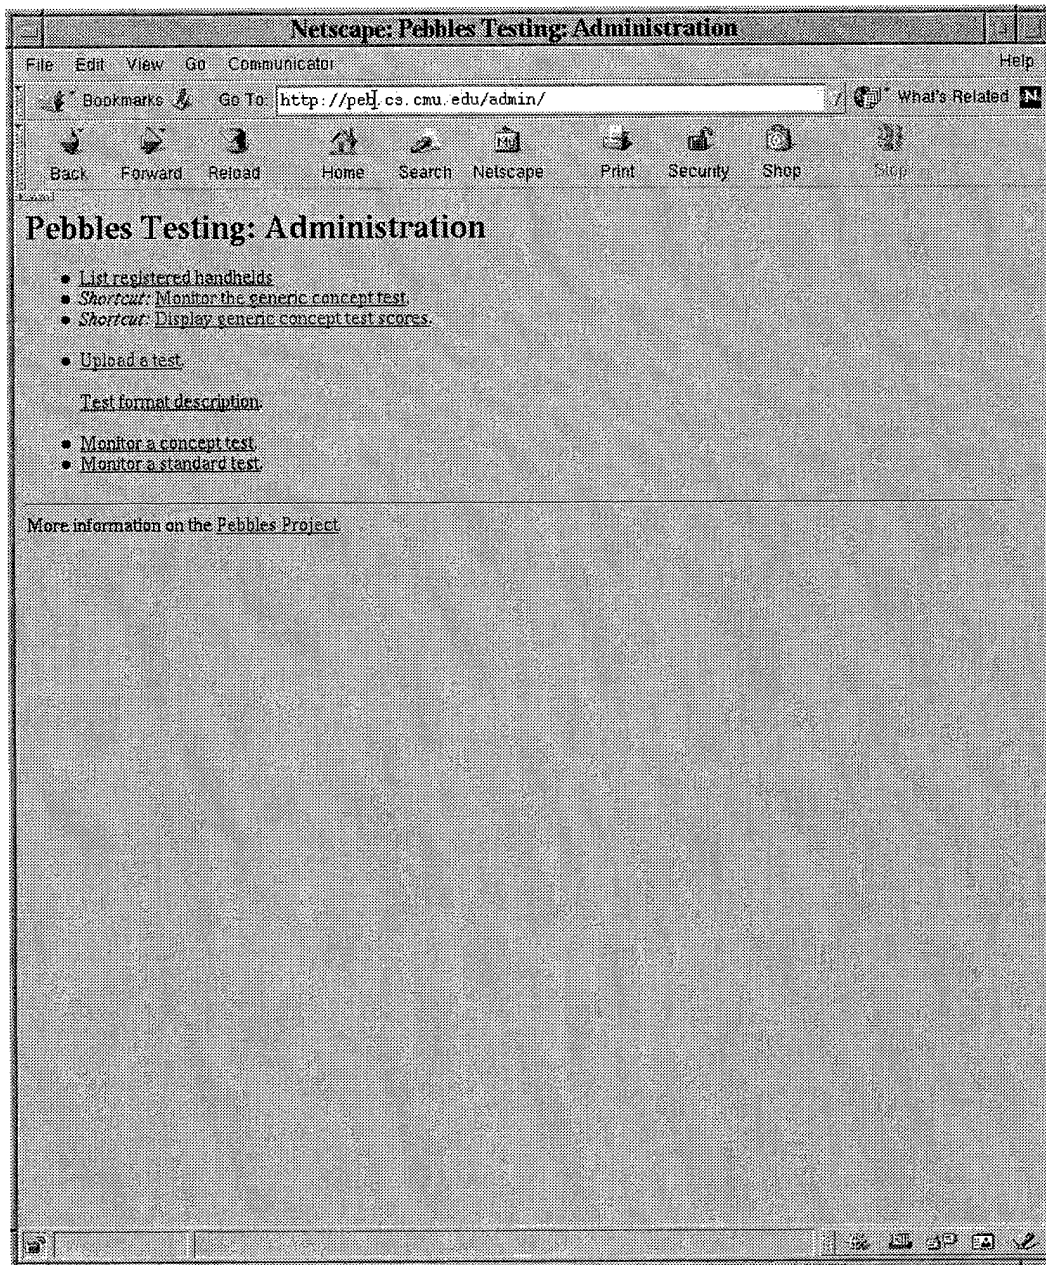 Netscape: Pebbles Testing: Administration
File Edit View Go Communicator Help
Bookmarks Go To: http://peb.cs.cmu.edu/admin/ What's Related N
My
Back Forward Reload Home Search Netscape Print Security Shop Stop
Pebbles Testing: Administration
• List registered handhelds
• Shortcut: Monitor the generic concept test.
• Shortcut: Display generic concept test scores.
• Upload a test.
Test format description.
• Monitor a concept test.
• Monitor a standard test.
More information on the Pebbles Project.